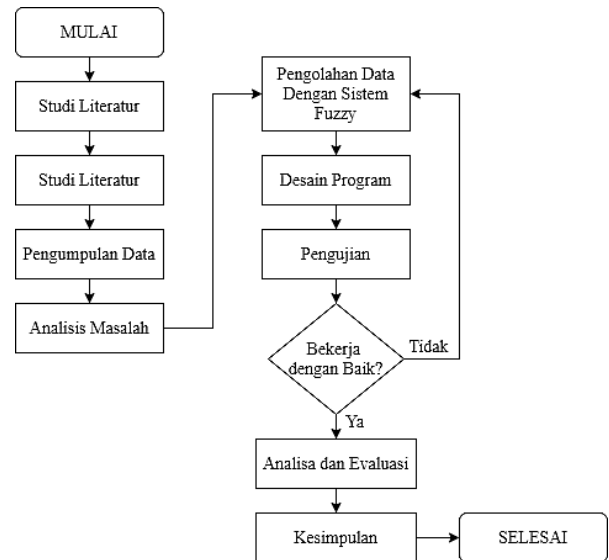 MULAI
Studi Literatur
Studi Literatur
Pengumpulan Data
Analisis Masalah
Pengolahan Data
Dengan Sistem
Fuzzy
Desain Program
Pengujian
Bekerja
dengan Baik?
Tidak
Ya
Analisa dan Evaluasi
Kesimpulan
SELESAI